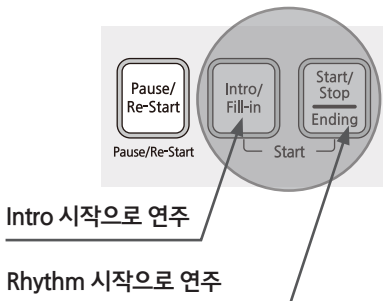 Pause/
Re-Start
Intro/
Fill-in
Start/
Stop
Ending
Pause/Re-Start
Start
Intro 시작으로 연주
Rhythm 시작으로 연주